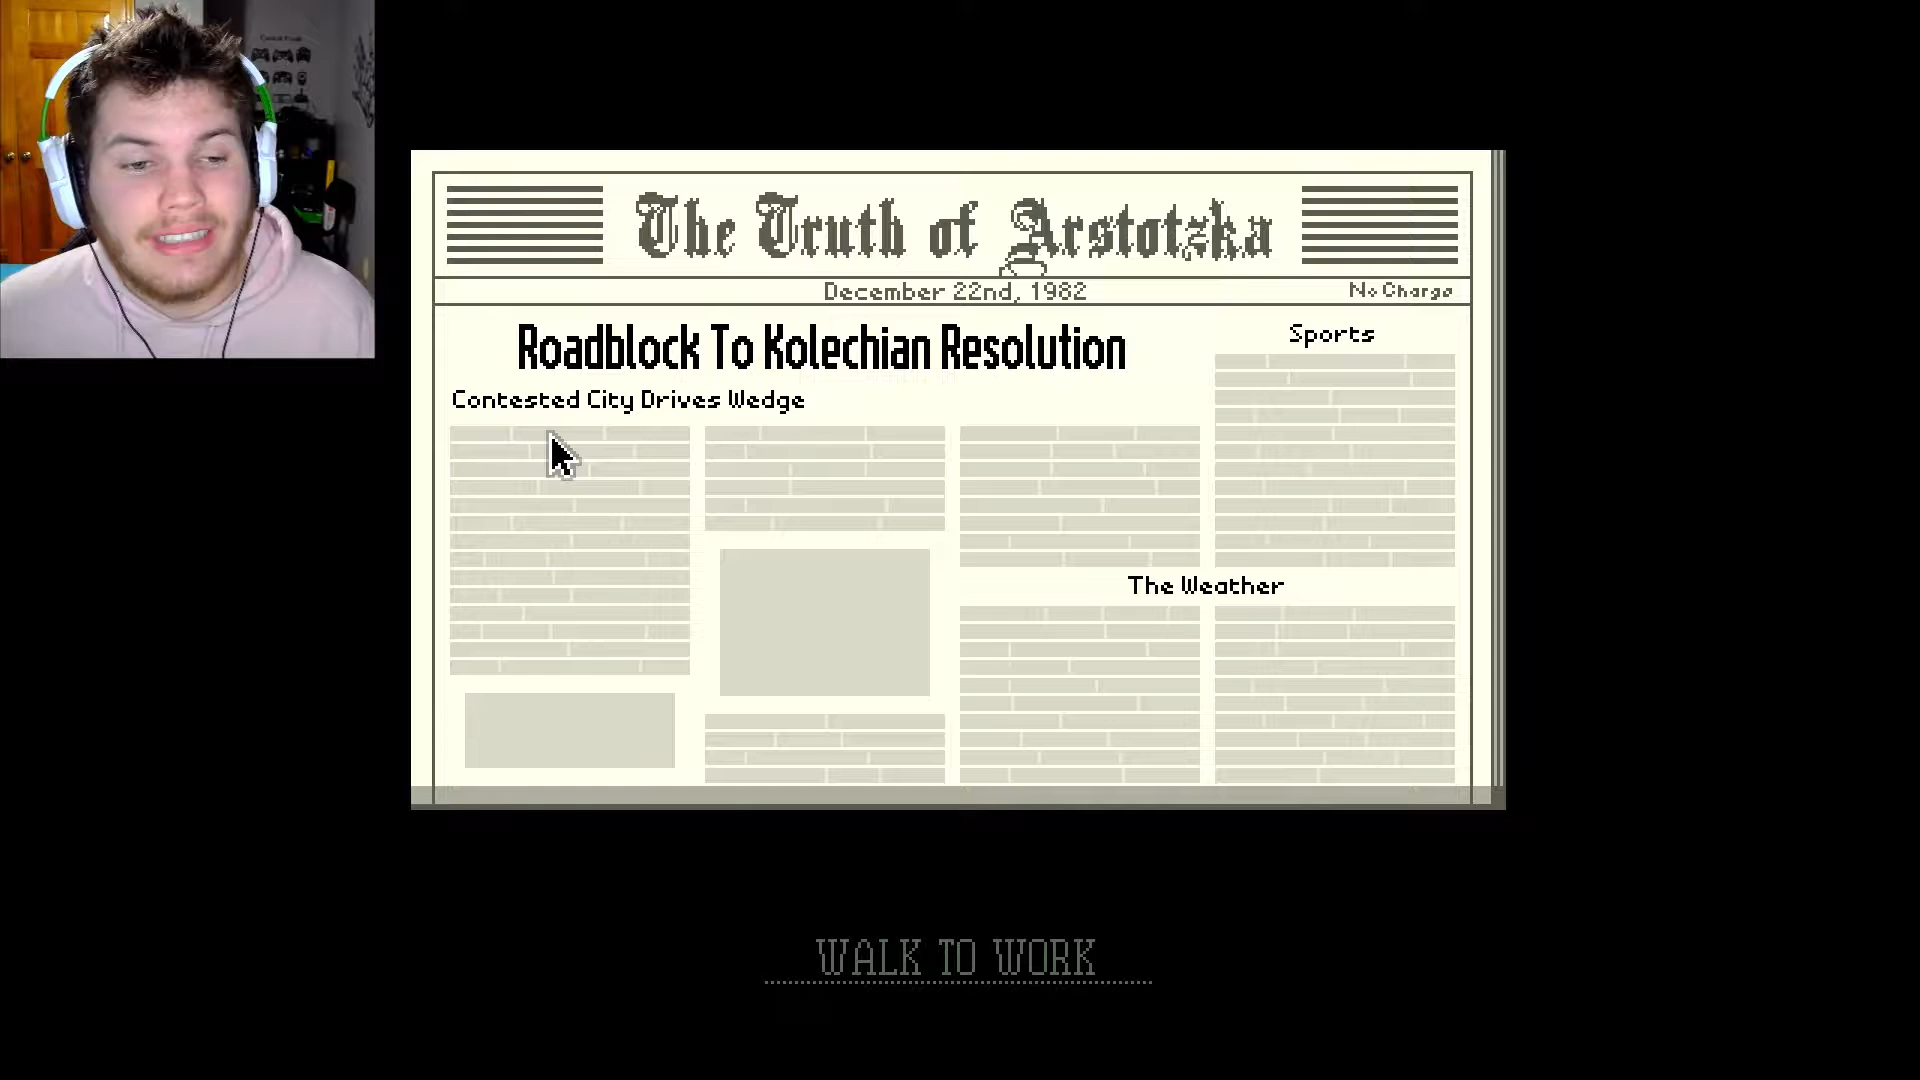 The Truth of Arstotzka
December 22nd, 1982
No Charge
Roadblock To Kolechian Resolution
Sports
Contested City Drives Wedge
The Weather
WALK TO WORK